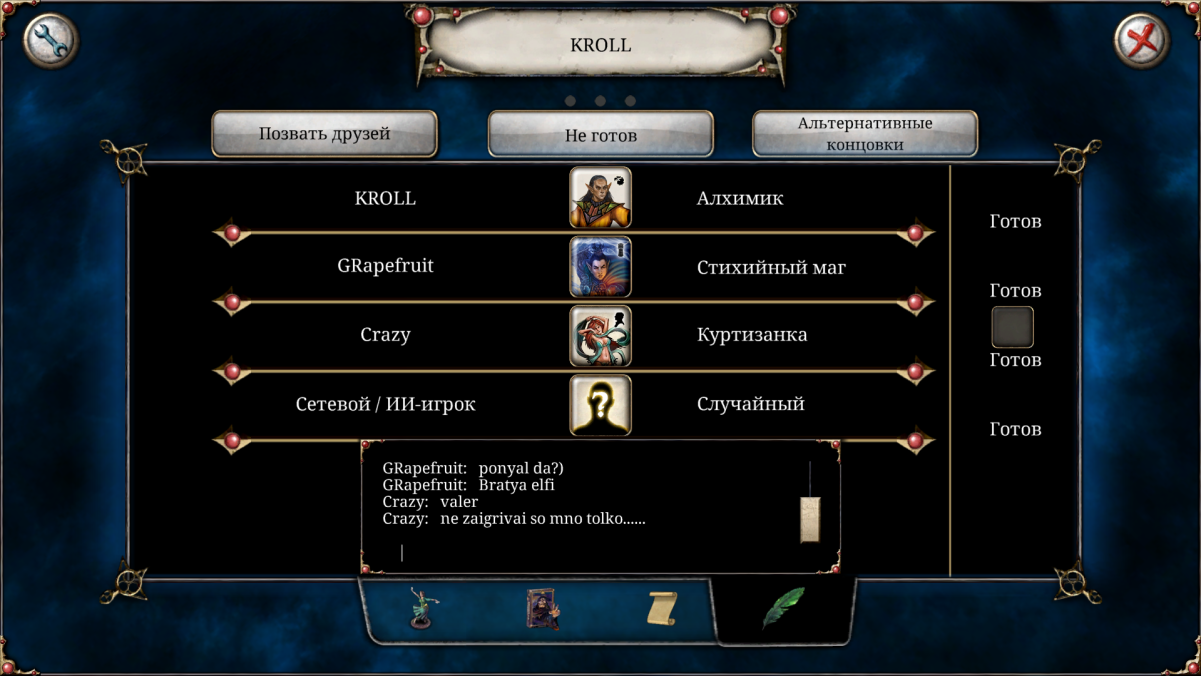 KROLL
Позвать друзей
Не готов
Альтернативные
концовки
KROLL
Алхимик
Готов
GRapefruit
Стихийный маг
Готов
Crazy
Куртизанка
Готов
Сетевой / ИИ-игрок
?
Случайный
Готов
GRapefruit: ponyal da?)
GRapefruit: Bratya elfi
Crazy: valer
Crazy: ne zaigrivai so mno tolko......